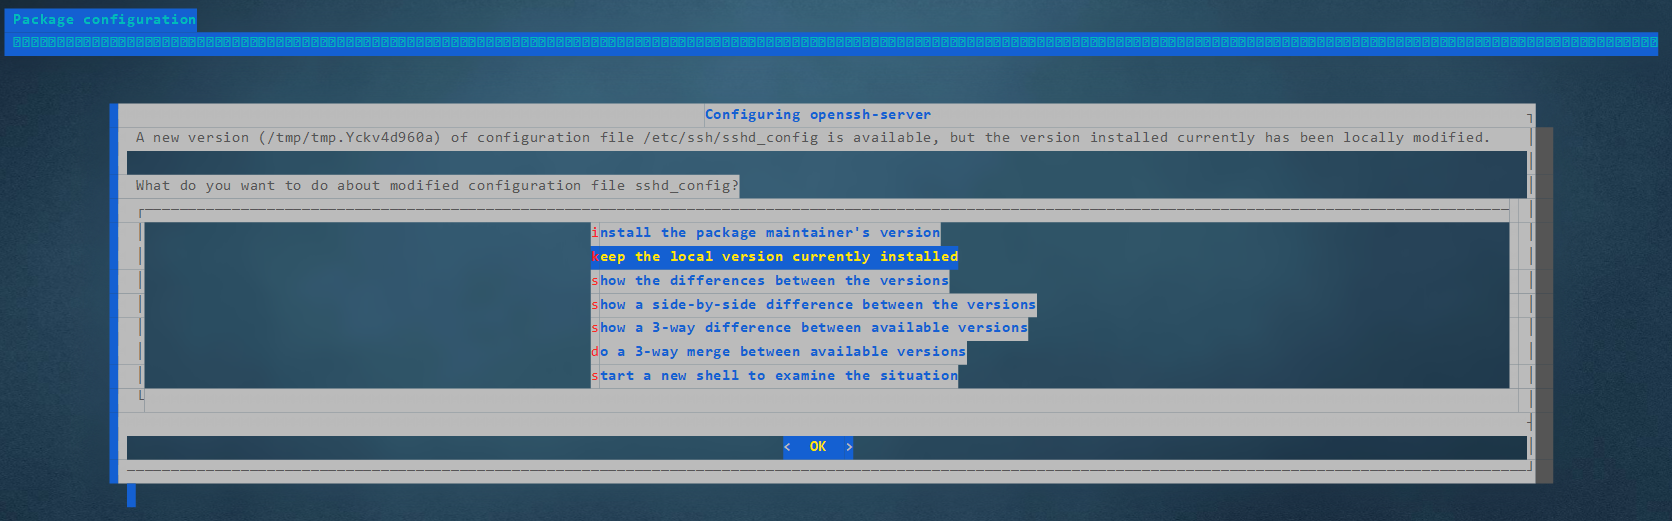 Package configuration
Configuring openssh-server
A new version (/tmp/tmp.Yckv4d960a) of configuration file /etc/ssh/sshd_config is available, but the version installed currently has been locally modified.
What do you want to do about modified configuration file sshd_config?
install the package maintainer's version
keep the local version currently installed
show the differences between the versions
show a side-by-side difference between the versions
show a 3-way difference between available versions
do a 3-way merge between available versions
start a new shell to examine the situation
< OK >